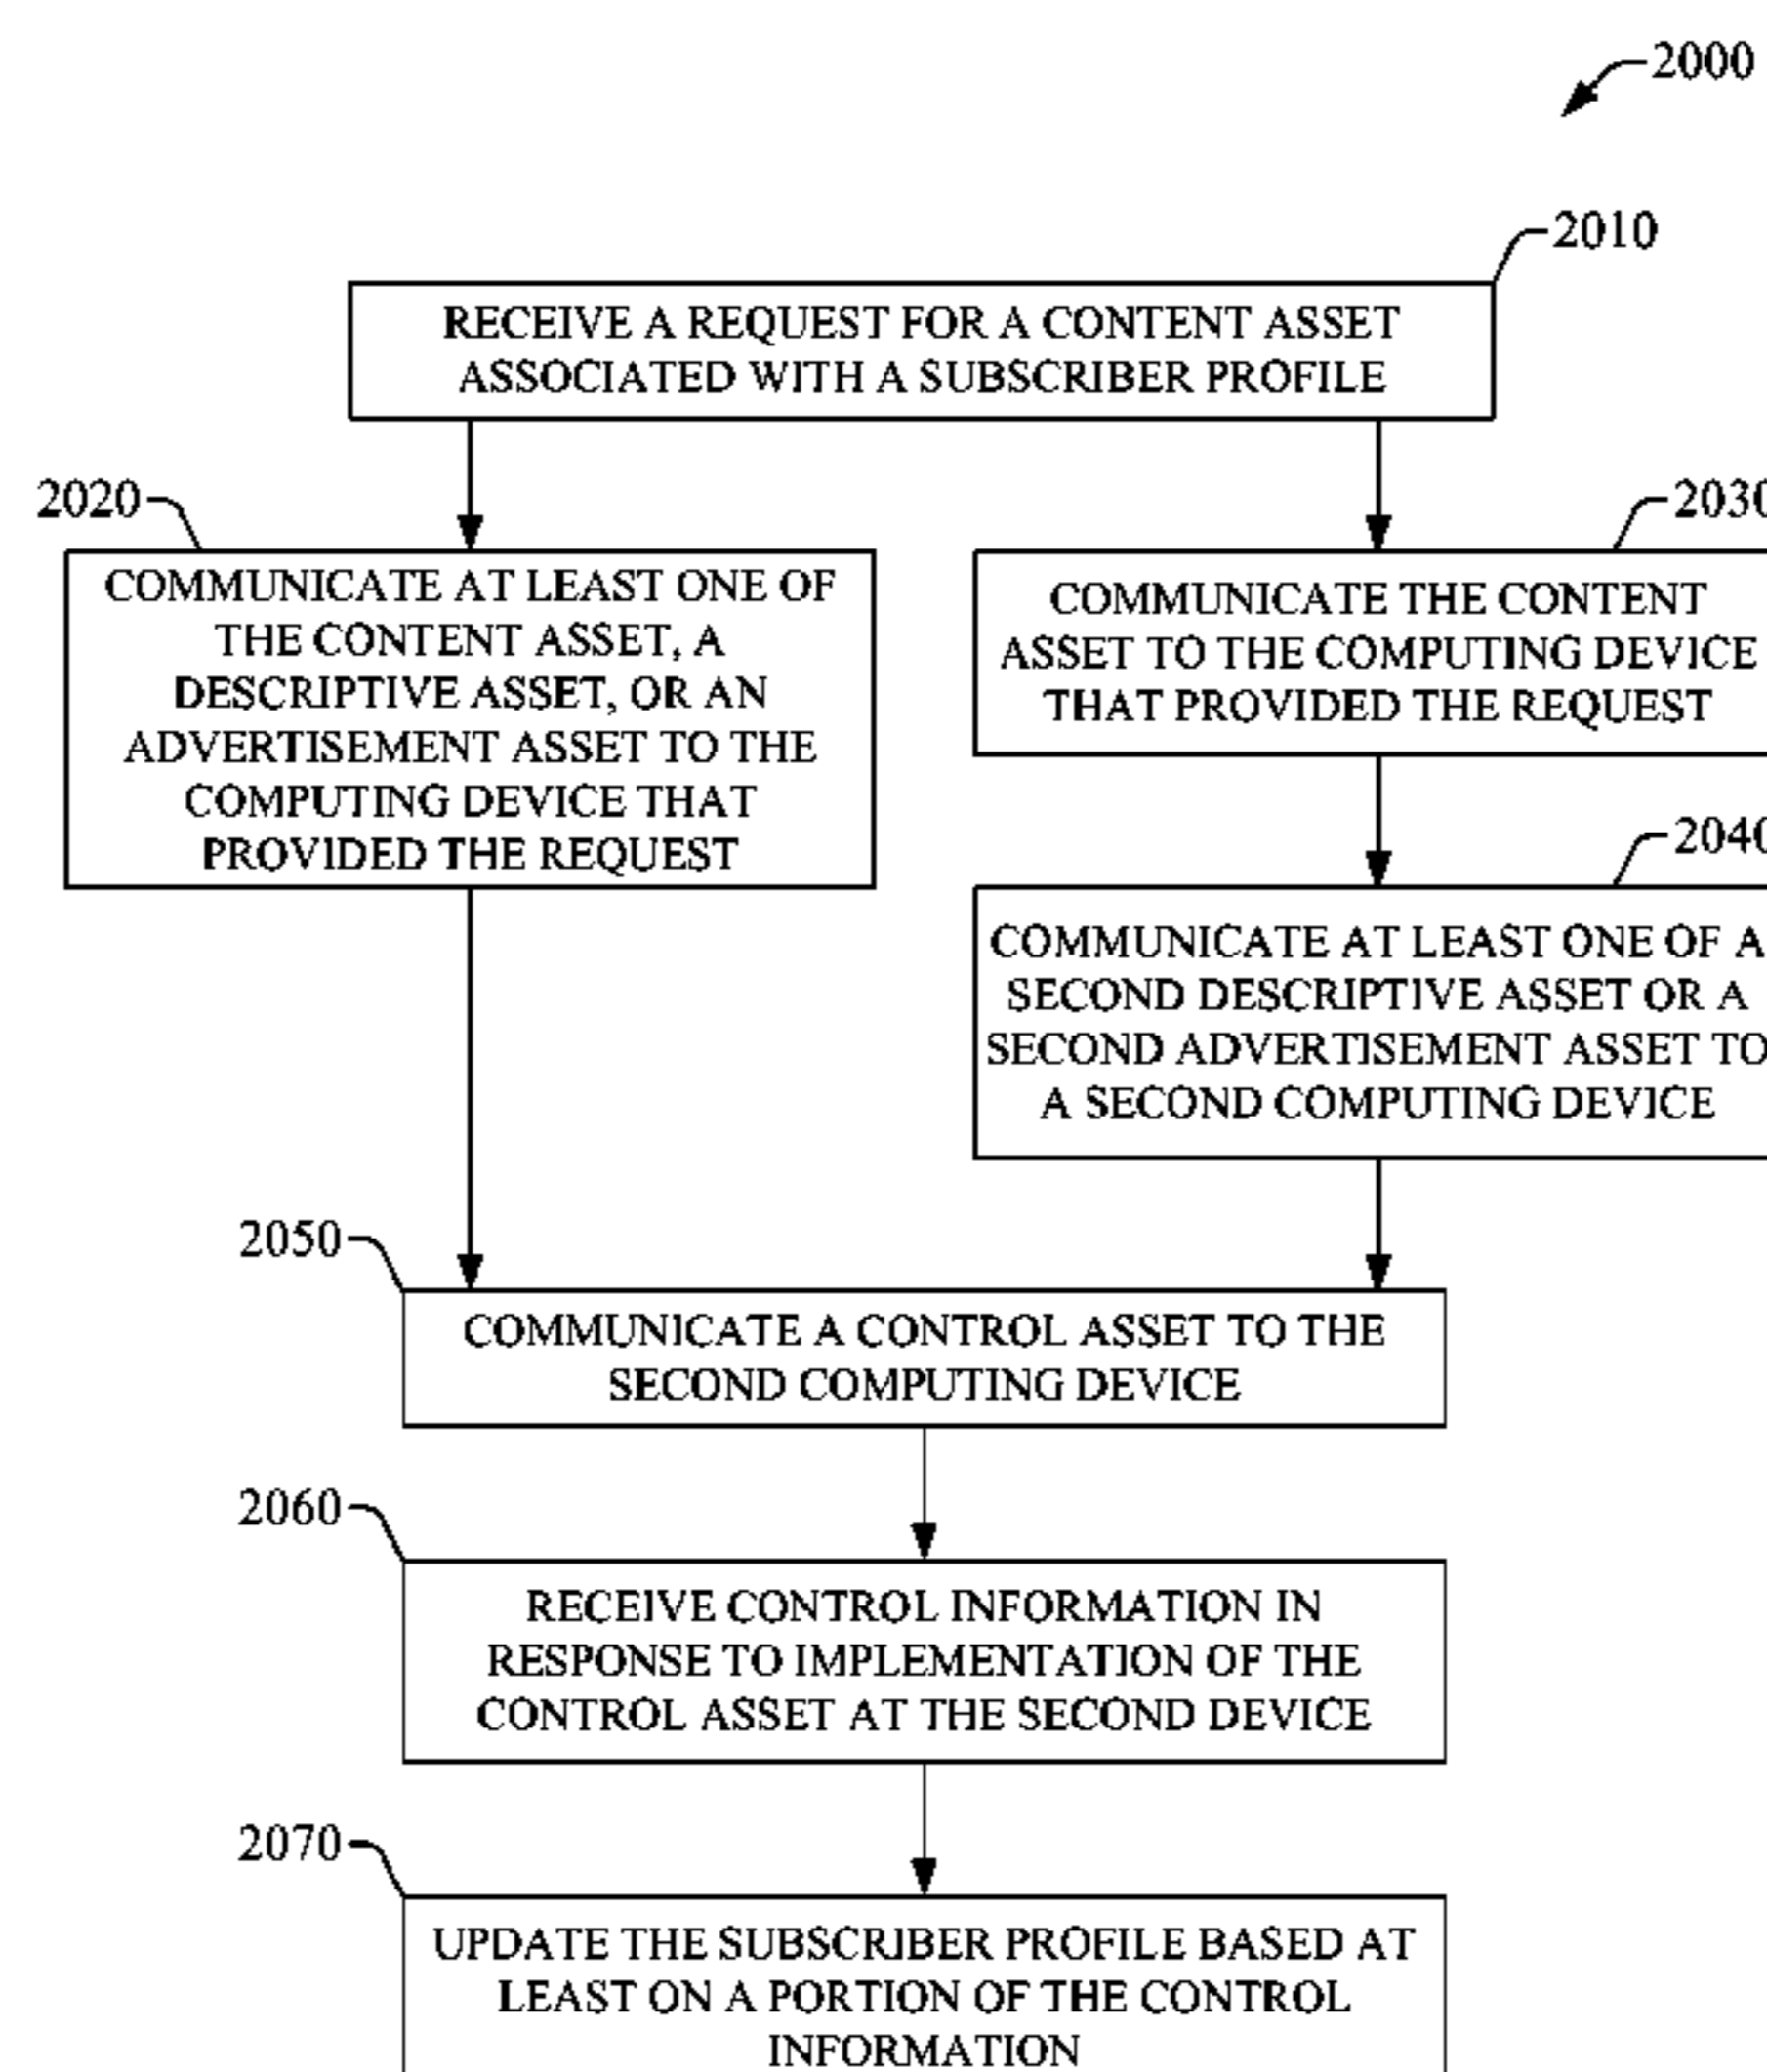 2000
2010
RECEIVE A REQUEST FOR A CONTENT ASSET
ASSOCIATED WITH A SUBSCRIBER PROFILE
2020
COMMUNICATE AT LEAST ONE OF
THE CONTENT ASSET, A
DESCRIPTIVE ASSET, OR AN
ADVERTISEMENT ASSET TO THE
COMPUTING DEVICE THAT
PROVIDED THE REQUEST
2030
COMMUNICATE THE CONTENT
ASSET TO THE COMPUTING DEVICE
THAT PROVIDED THE REQUEST
2040
COMMUNICATE AT LEAST ONE OF A
SECOND DESCRIPTIVE ASSET OR A
SECOND ADVERTISEMENT ASSET TO
A SECOND COMPUTING DEVICE
2050
COMMUNICATE A CONTROL ASSET TO THE
SECOND COMPUTING DEVICE
2060
RECEIVE CONTROL INFORMATION IN
RESPONSE TO IMPLEMENTATION OF THE
CONTROL ASSET AT THE SECOND DEVICE
2070
UPDATE THE SUBSCRIBER PROFILE BASED AT
LEAST ON A PORTION OF THE CONTROL
INFORMATION